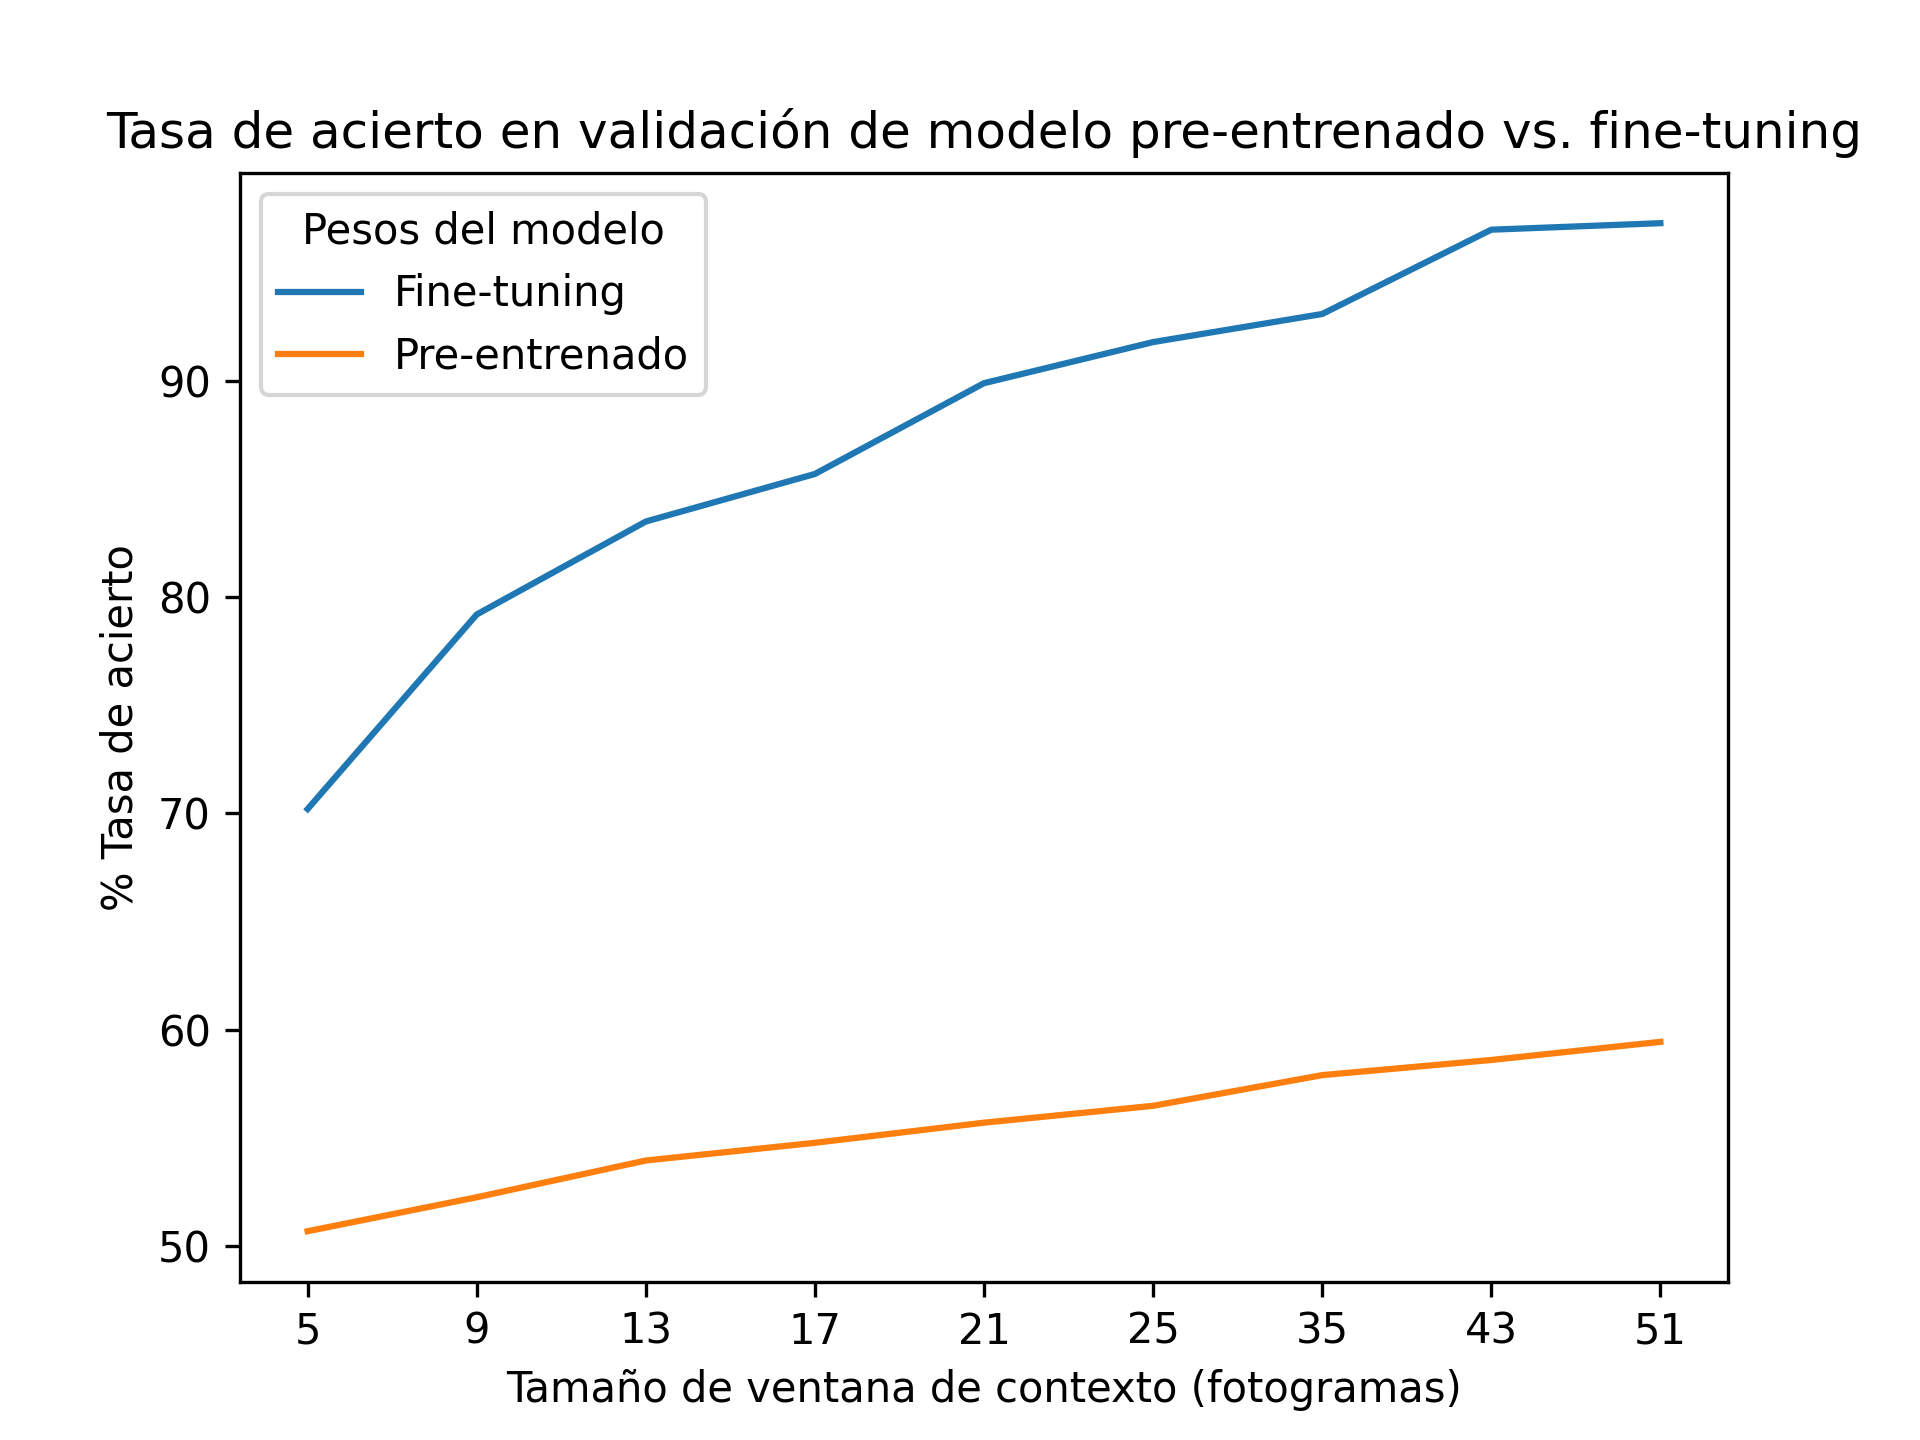 Tasa de acierto en validación de modelo pre-entrenado vs. fine-tuning
Pesos del modelo
Fine-tuning
Pre-entrenado
% Tasa de acierto
90
80
70
60
50
5 9 13 17 21 25 35 43 51
Tamaño de ventana de contexto (fotogramas)